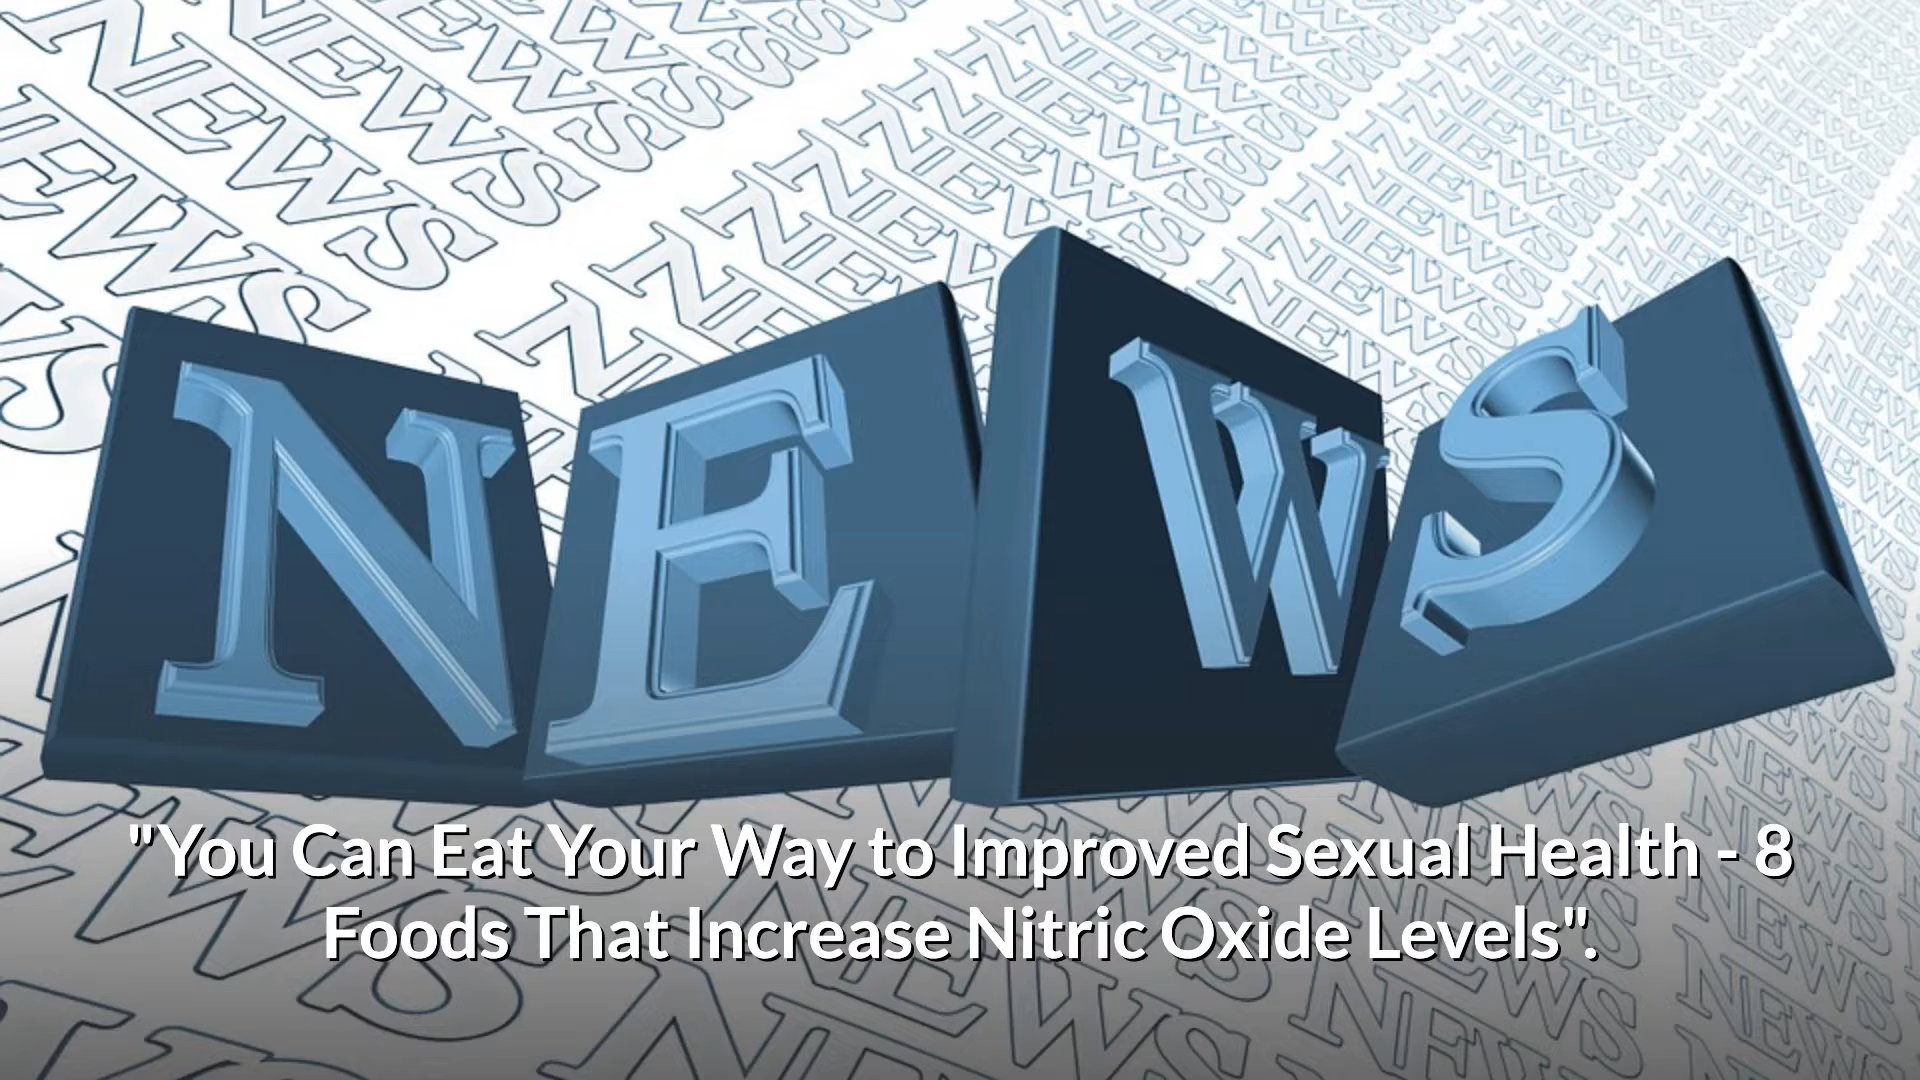 NEWS
"You Can Eat Your Way to Improved Sexual Health - 8
Foods That Increase Nitric Oxide Levels".